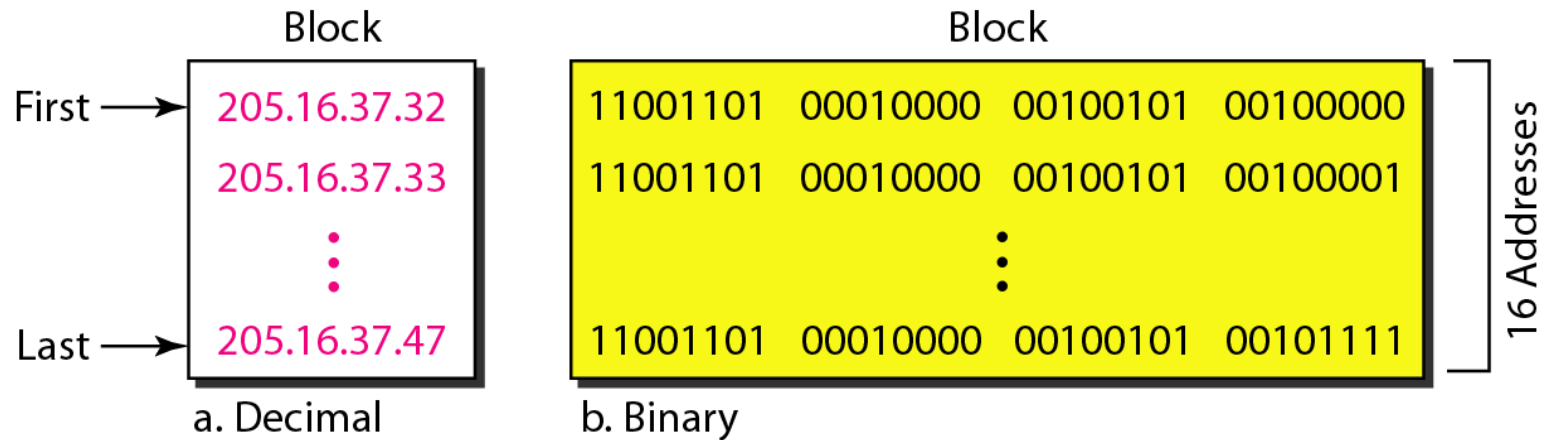 Block Block
First 205.16.37.32 11001101 00010000 00100101 00100000
205.16.37.33 11001101 00010000 00100101 00100001
Last 205.16.37.47 11001101 00010000 00100101 00101111
16 Addresses
a. Decimal b. Binary